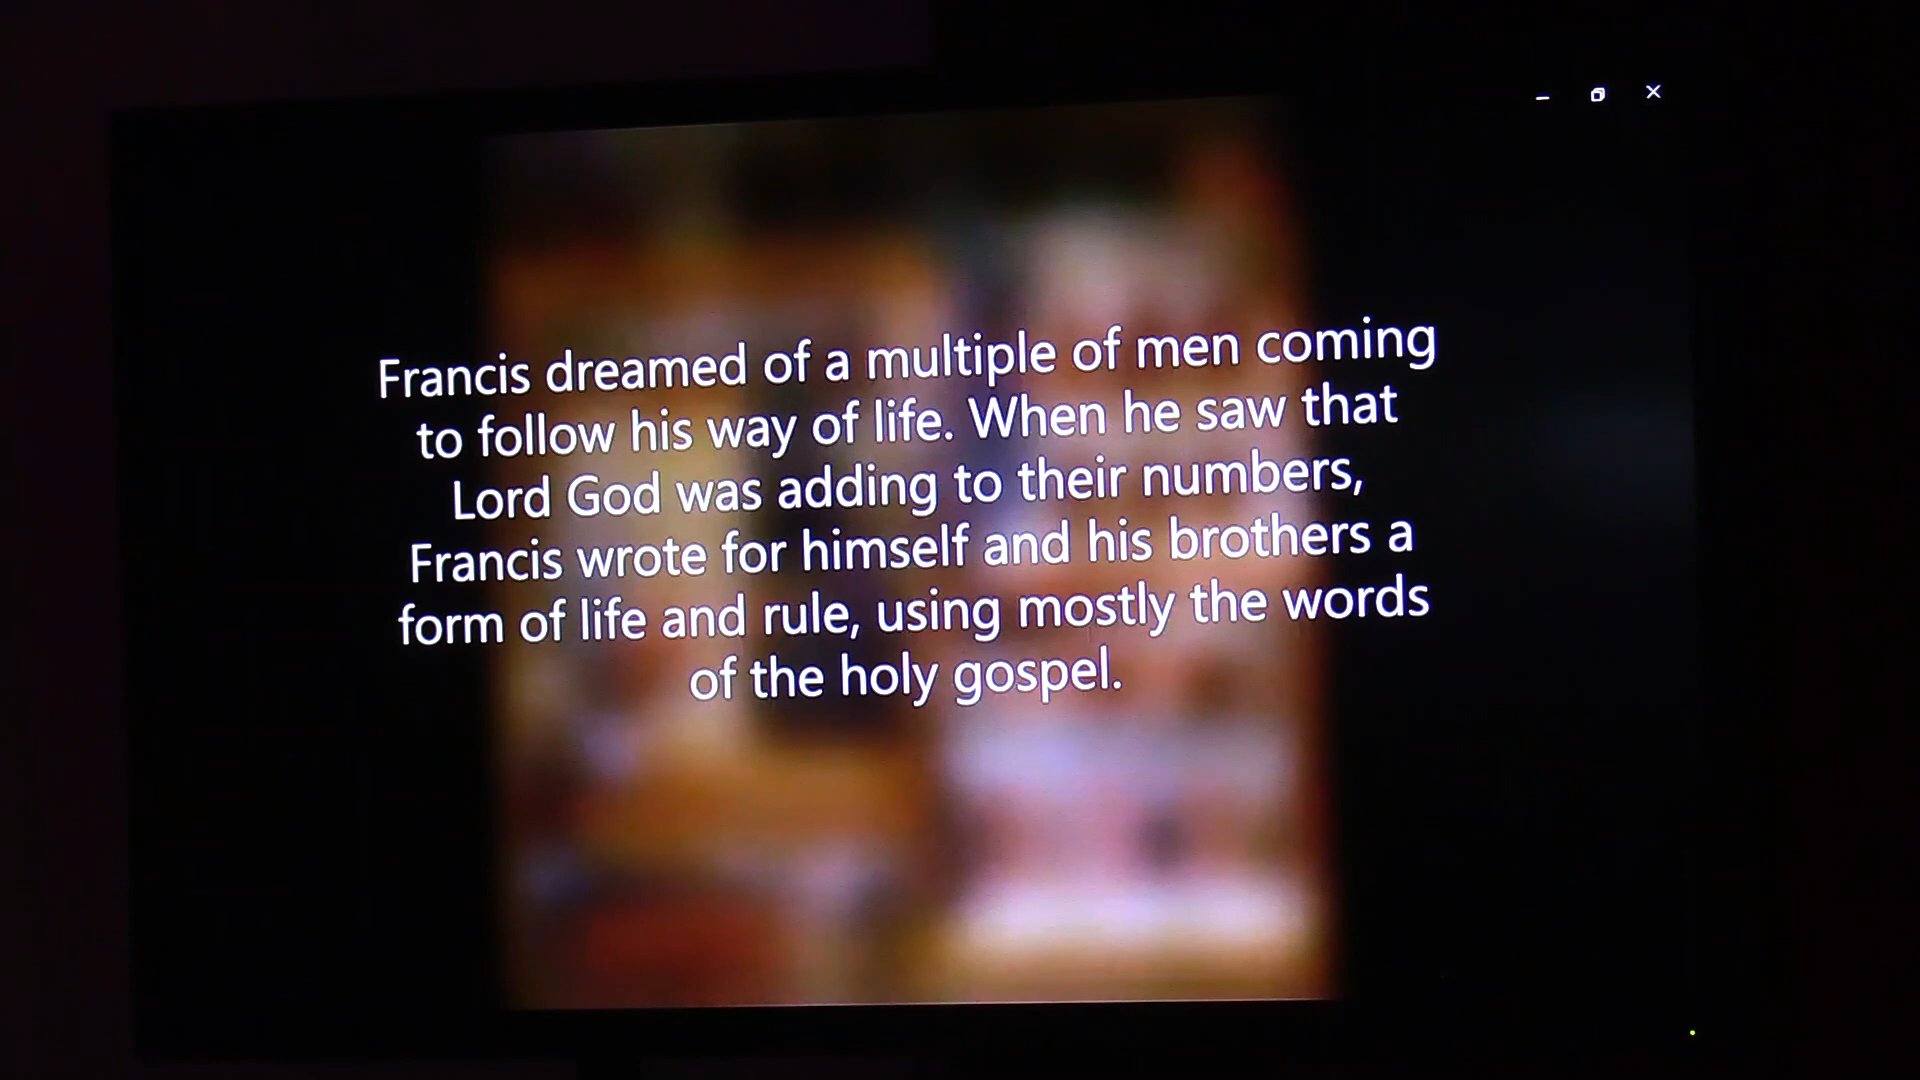 Francis dreamed of a multiple of men coming
to follow his way of life. When he saw that
Lord God was adding to their numbers,
Francis wrote for himself and his brothers a
form of life and rule, using mostly the words
of the holy gospel.